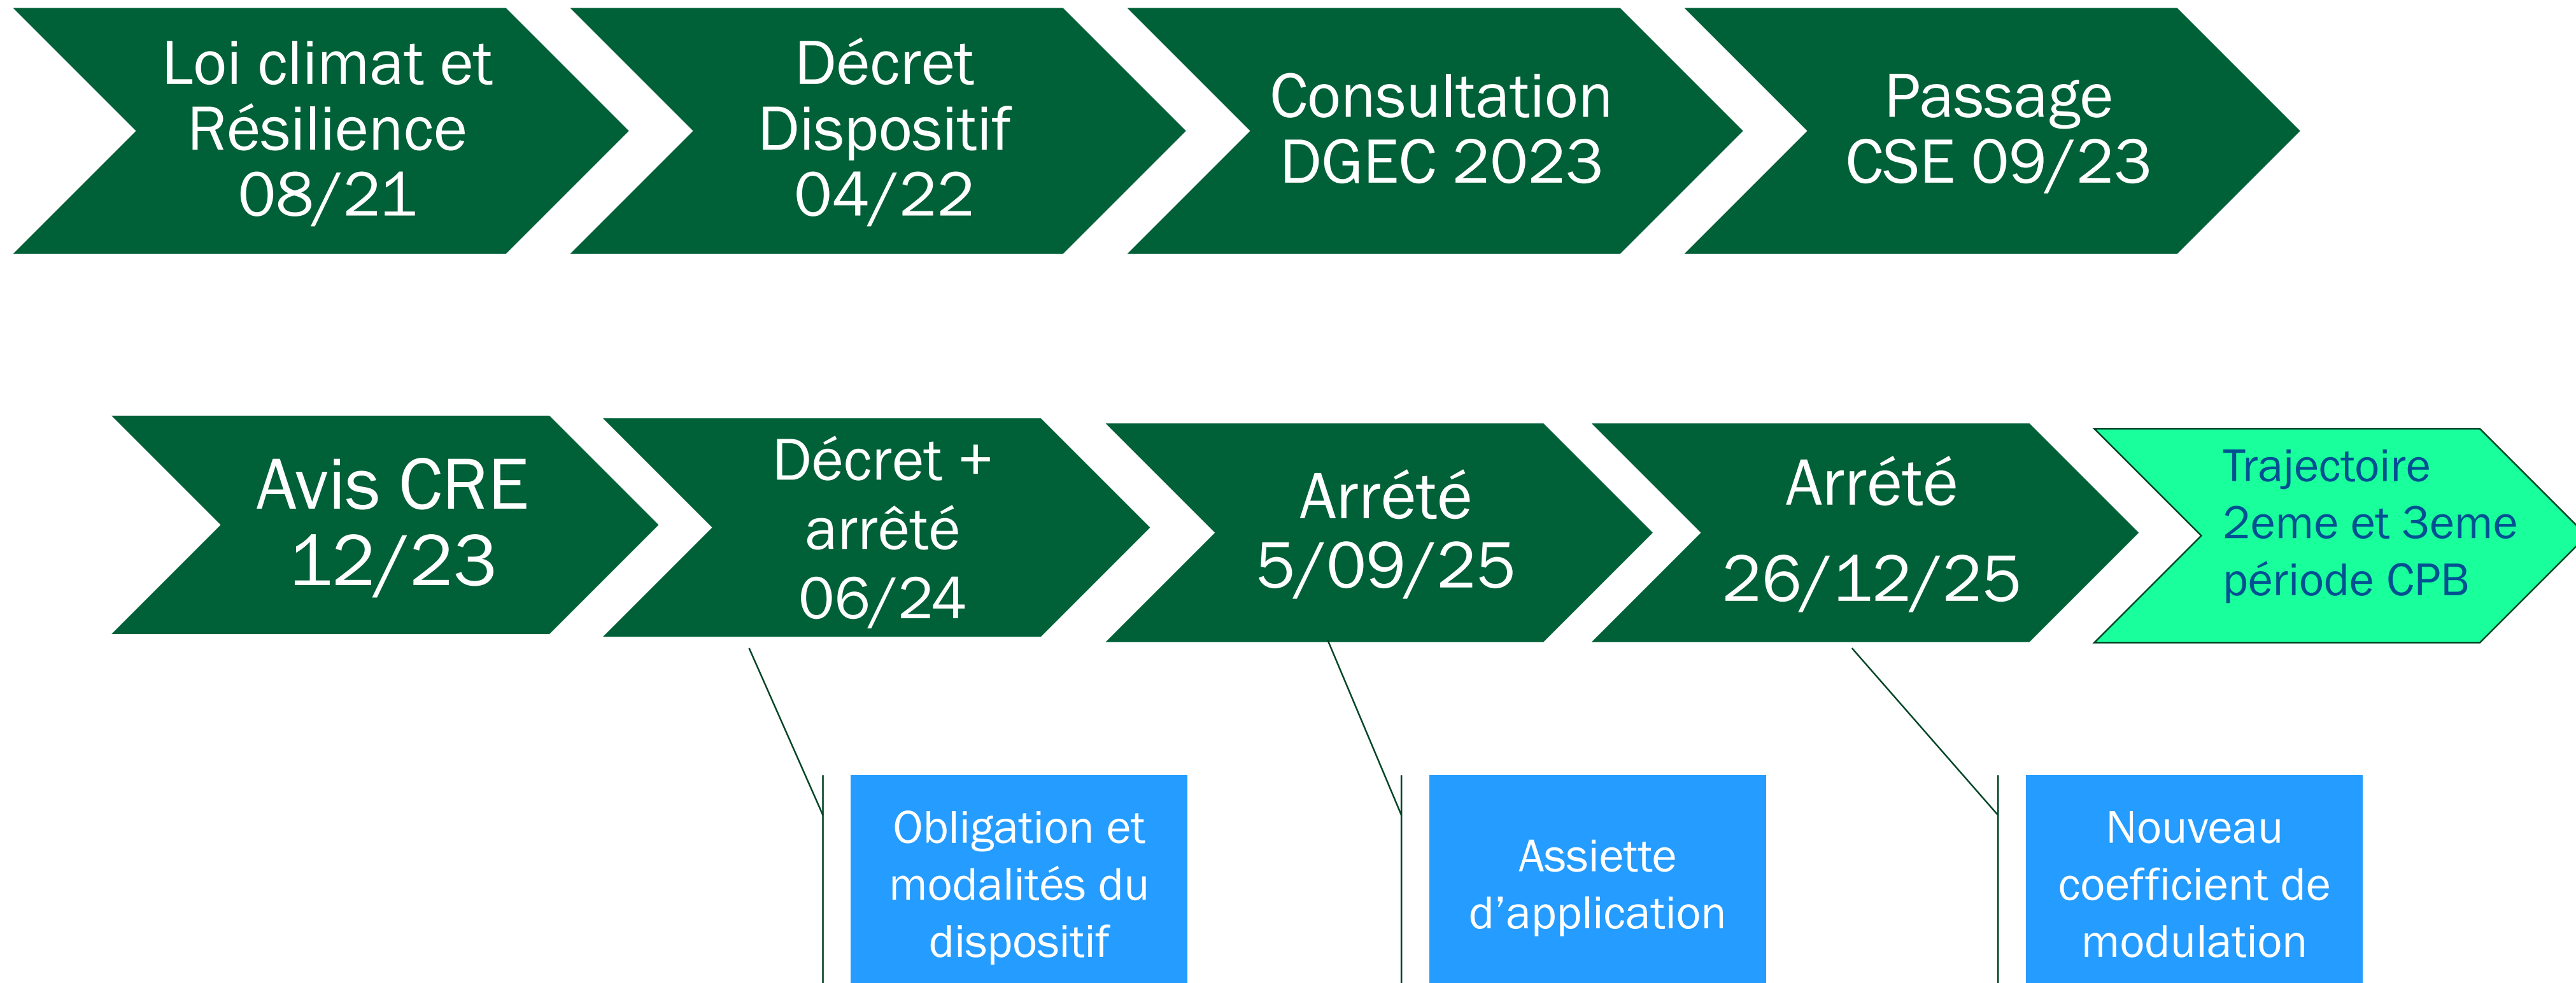 Loi climat et
Résilience
08/21
Décret
Dispositif
04/22
Consultation
DGEC 2023
Passage
CSE 09/23
Avis CRE
12/23
Décret +
arrêté
06/24
Arrété
5/09/25
Arrété
26/12/25
Trajectoire
2eme et 3eme
période CPB
Obligation et
modalités du
dispositif
Assiette
d’application
Nouveau
coefficient de
modulation